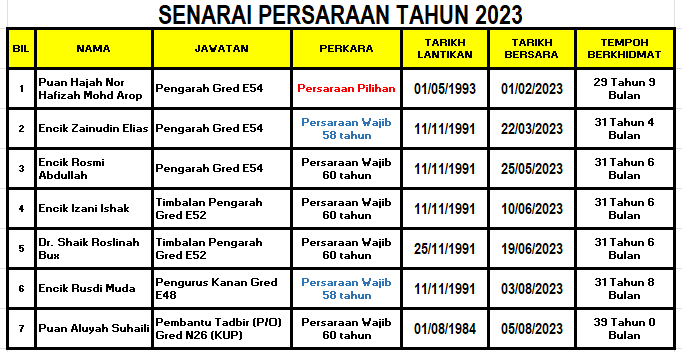 SENARAI PERSARAAN TAHUN 2023
BIL NAMA JAWATAN PERKARA TARIKH LANTIKAN TARIKH BERSARA TEMPOH BERKHIDMAT
1 Puan Hajah Nor Hafizah Mohd Arop Pengarah Gred E54 Persaraan Pilihan 01/05/1993 01/02/2023 29 Tahun 9 Bulan
2 Encik Zainudin Elias Pengarah Gred E54 Persaraan Wajib 58 tahun 11/11/1991 22/03/2023 31 Tahun 4 Bulan
3 Encik Rosmi Abdullah Pengarah Gred E54 Persaraan Wajib 60 tahun 11/11/1991 25/05/2023 31 Tahun 6 Bulan
4 Encik Izani Ishak Timbalan Pengarah Gred E52 Persaraan Wajib 60 tahun 11/11/1991 10/06/2023 31 Tahun 6 Bulan
5 Dr. Shaik Roslinah Bux Timbalan Pengarah Gred E52 Persaraan Wajib 60 tahun 25/11/1991 19/06/2023 31 Tahun 6 Bulan
6 Encik Rusdi Muda Pengurus Kanan Gred E48 Persaraan Wajib 58 tahun 11/11/1991 03/08/2023 31 Tahun 8 Bulan
7 Puan Aluyah Suhaili Pembantu Tadbir (P/O) Gred N26 (KUP) Persaraan Wajib 60 tahun 01/08/1984 05/08/2023 39 Tahun 0 Bulan